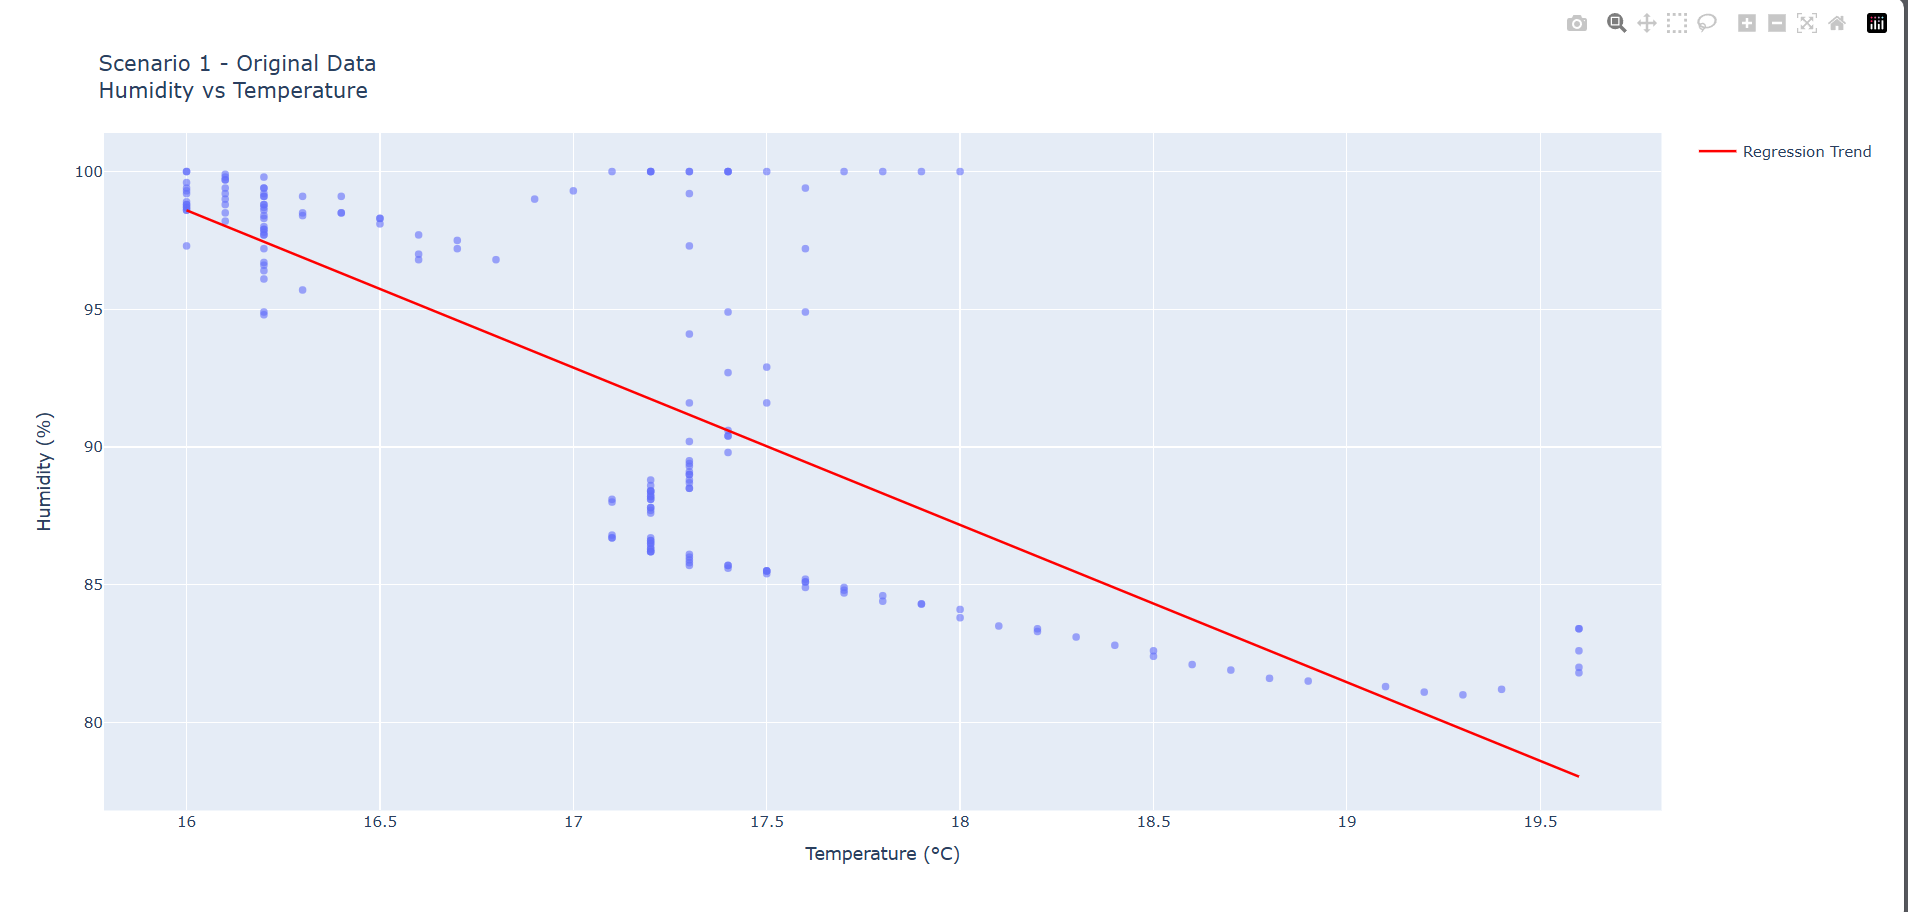 Scenario 1 - Original Data
Humidity vs Temperature
Regression Trend
100
95
90
85
80
Humidity (%)
16
16.5
17
17.5
18
18.5
19
19.5
Temperature (°C)